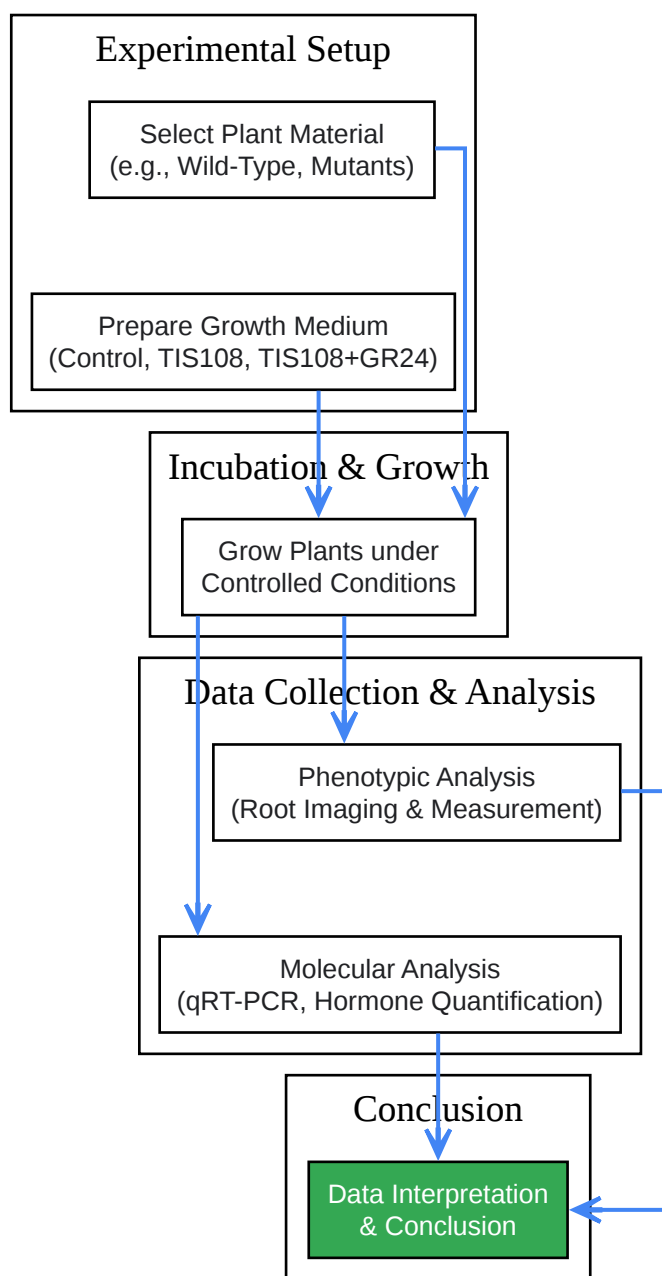 Experimental Setup
Select Plant Material
(e.g., Wild-Type, Mutants)
Prepare Growth Medium
(Control, TIS108, TIS108+GR24)
Incubation & Growth
Grow Plants under
Controlled Conditions
Data Collection & Analysis
Phenotypic Analysis
(Root Imaging & Measurement)
Molecular Analysis
(qRT-PCR, Hormone Quantification)
Conclusion
Data Interpretation
& Conclusion